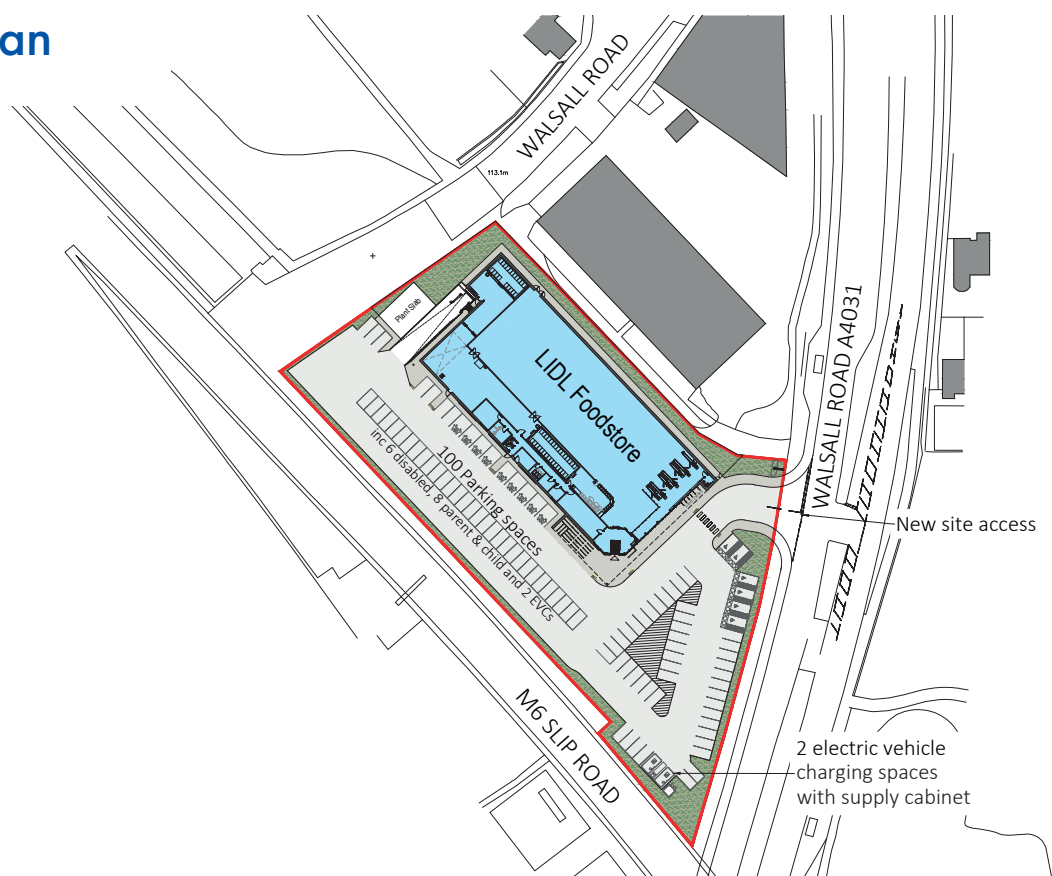 an
WALSALL ROAD
113.1m
Plant Slab
LIDL Foodstore
WALSALL ROAD A4031
100 Parking spaces
inc 6 disabled, 8 parent & child and 2 EVCs
New site access
M6 SLIP ROAD
2 electric vehicle
charging spaces
with supply cabinet